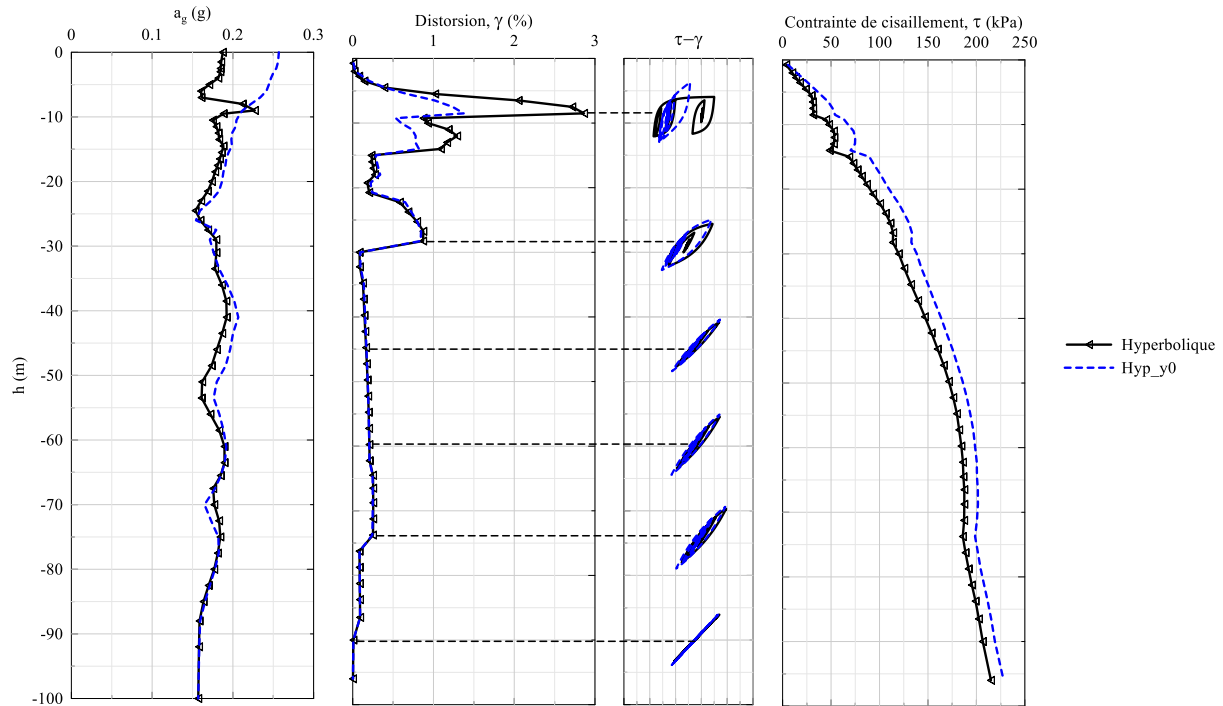 a_g (g)
0 0.1 0.2 0.3
Distorsion, γ (%)
0 1 2 3
τ−γ
Contrainte de cisaillement, τ (kPa)
0 50 100 150 200 250
h (m)
0
-10
-20
-30
-40
-50
-60
-70
-80
-90
-100
Hyperbolique
Hyp_y0